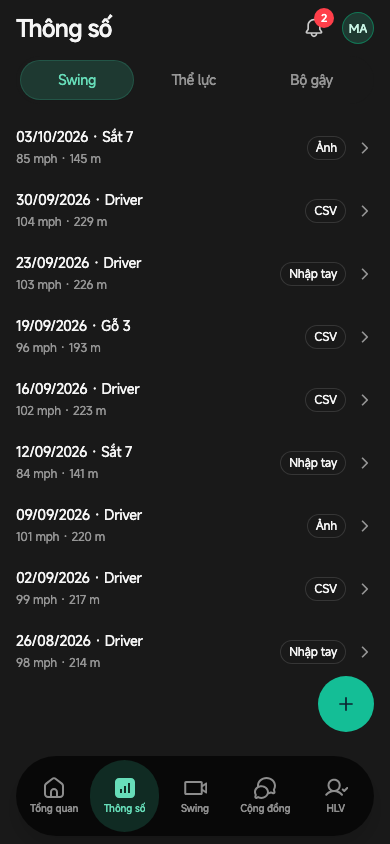 Thông số
2
MA
Swing
Thể lực
Bộ gậy
03/10/2026 · Sắt 7
85 mph · 145 m
Ảnh
30/09/2026 · Driver
104 mph · 229 m
CSV
23/09/2026 · Driver
103 mph · 226 m
Nhập tay
19/09/2026 · Gỗ 3
96 mph · 193 m
CSV
16/09/2026 · Driver
102 mph · 223 m
CSV
12/09/2026 · Sắt 7
84 mph · 141 m
Nhập tay
09/09/2026 · Driver
101 mph · 220 m
Ảnh
02/09/2026 · Driver
99 mph · 217 m
CSV
26/08/2026 · Driver
98 mph · 214 m
Nhập tay
Tổng quan
Thông số
Swing
Cộng đồng
HLV